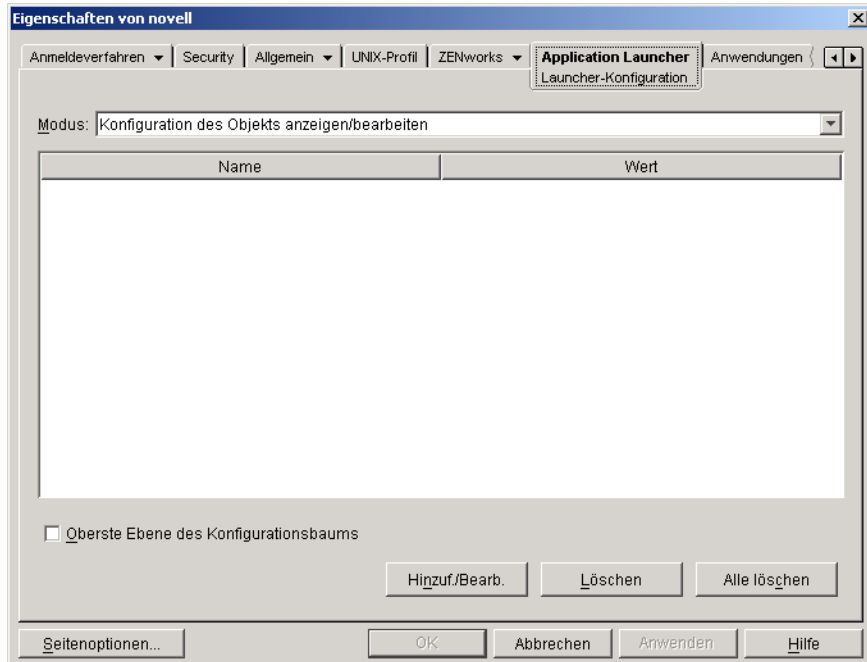 Eigenschaften von novell
Anmeldeverfahren Security Allgemein UNIX-Profil ZENworks Application Launcher Anwendungen
Launcher-Konfiguration
Modus: Konfiguration des Objekts anzeigen/bearbeiten
Name Wert
Oberste Ebene des Konfigurationsbaums
Hinzuf./Bearb. Löschen Alle löschen
Seitenoptionen... OK Abbrechen Anwenden Hilfe